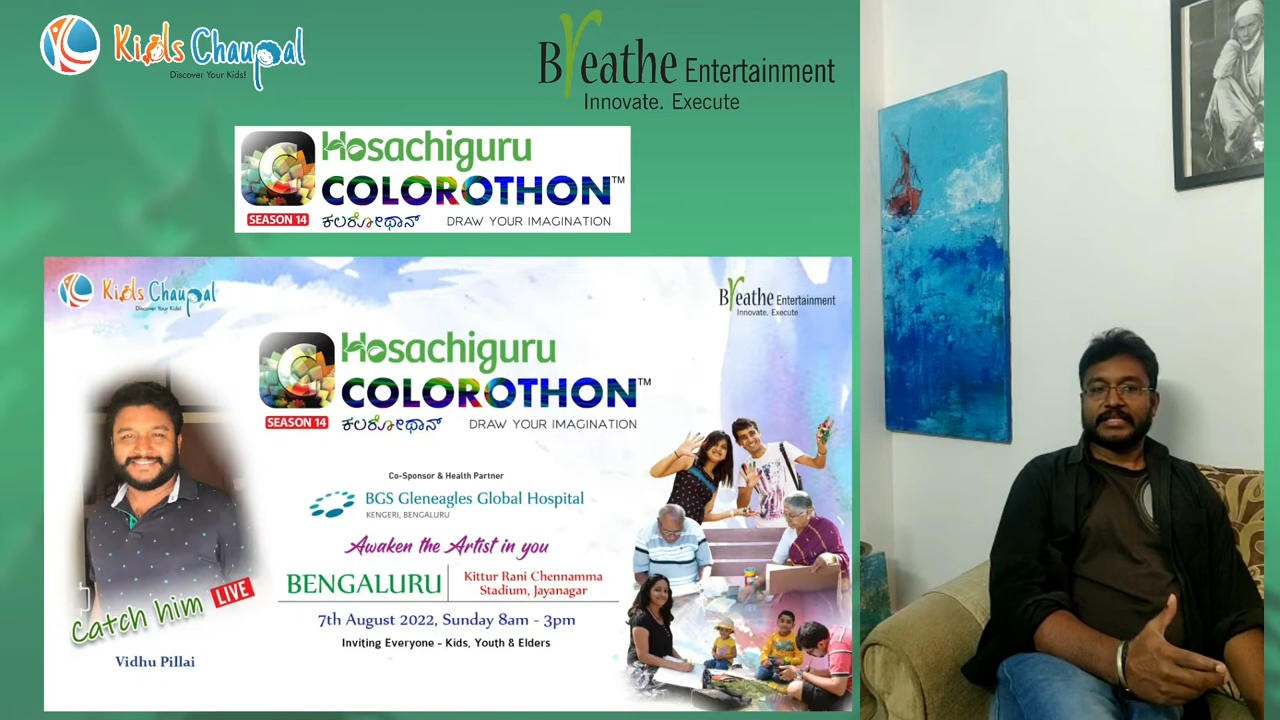 Kids Chaupal
Discover Your Kids!
Breathe Entertainment
Innovate. Execute
Hosachiguru
COLOROTHON™
SEASON 14
ಕಲರೋಥಾನ್
DRAW YOUR IMAGINATION
Kids Chaupal
Discover Your Kids!
Breathe Entertainment
Innovate. Execute
Hosachiguru
COLOROTHON™
SEASON 14
ಕಲರೋಥಾನ್
DRAW YOUR IMAGINATION
Co-Sponsor & Health Partner
BGS Gleneagles Global Hospital
KENGERI, BENGALURU
Awaken the Artist in you
BENGALURU
Kittur Rani Chennamma
Stadium, Jayanagar
7th August 2022, Sunday 8am - 3pm
Inviting Everyone - Kids, Youth & Elders
Catch him LIVE
Vidhu Pillai